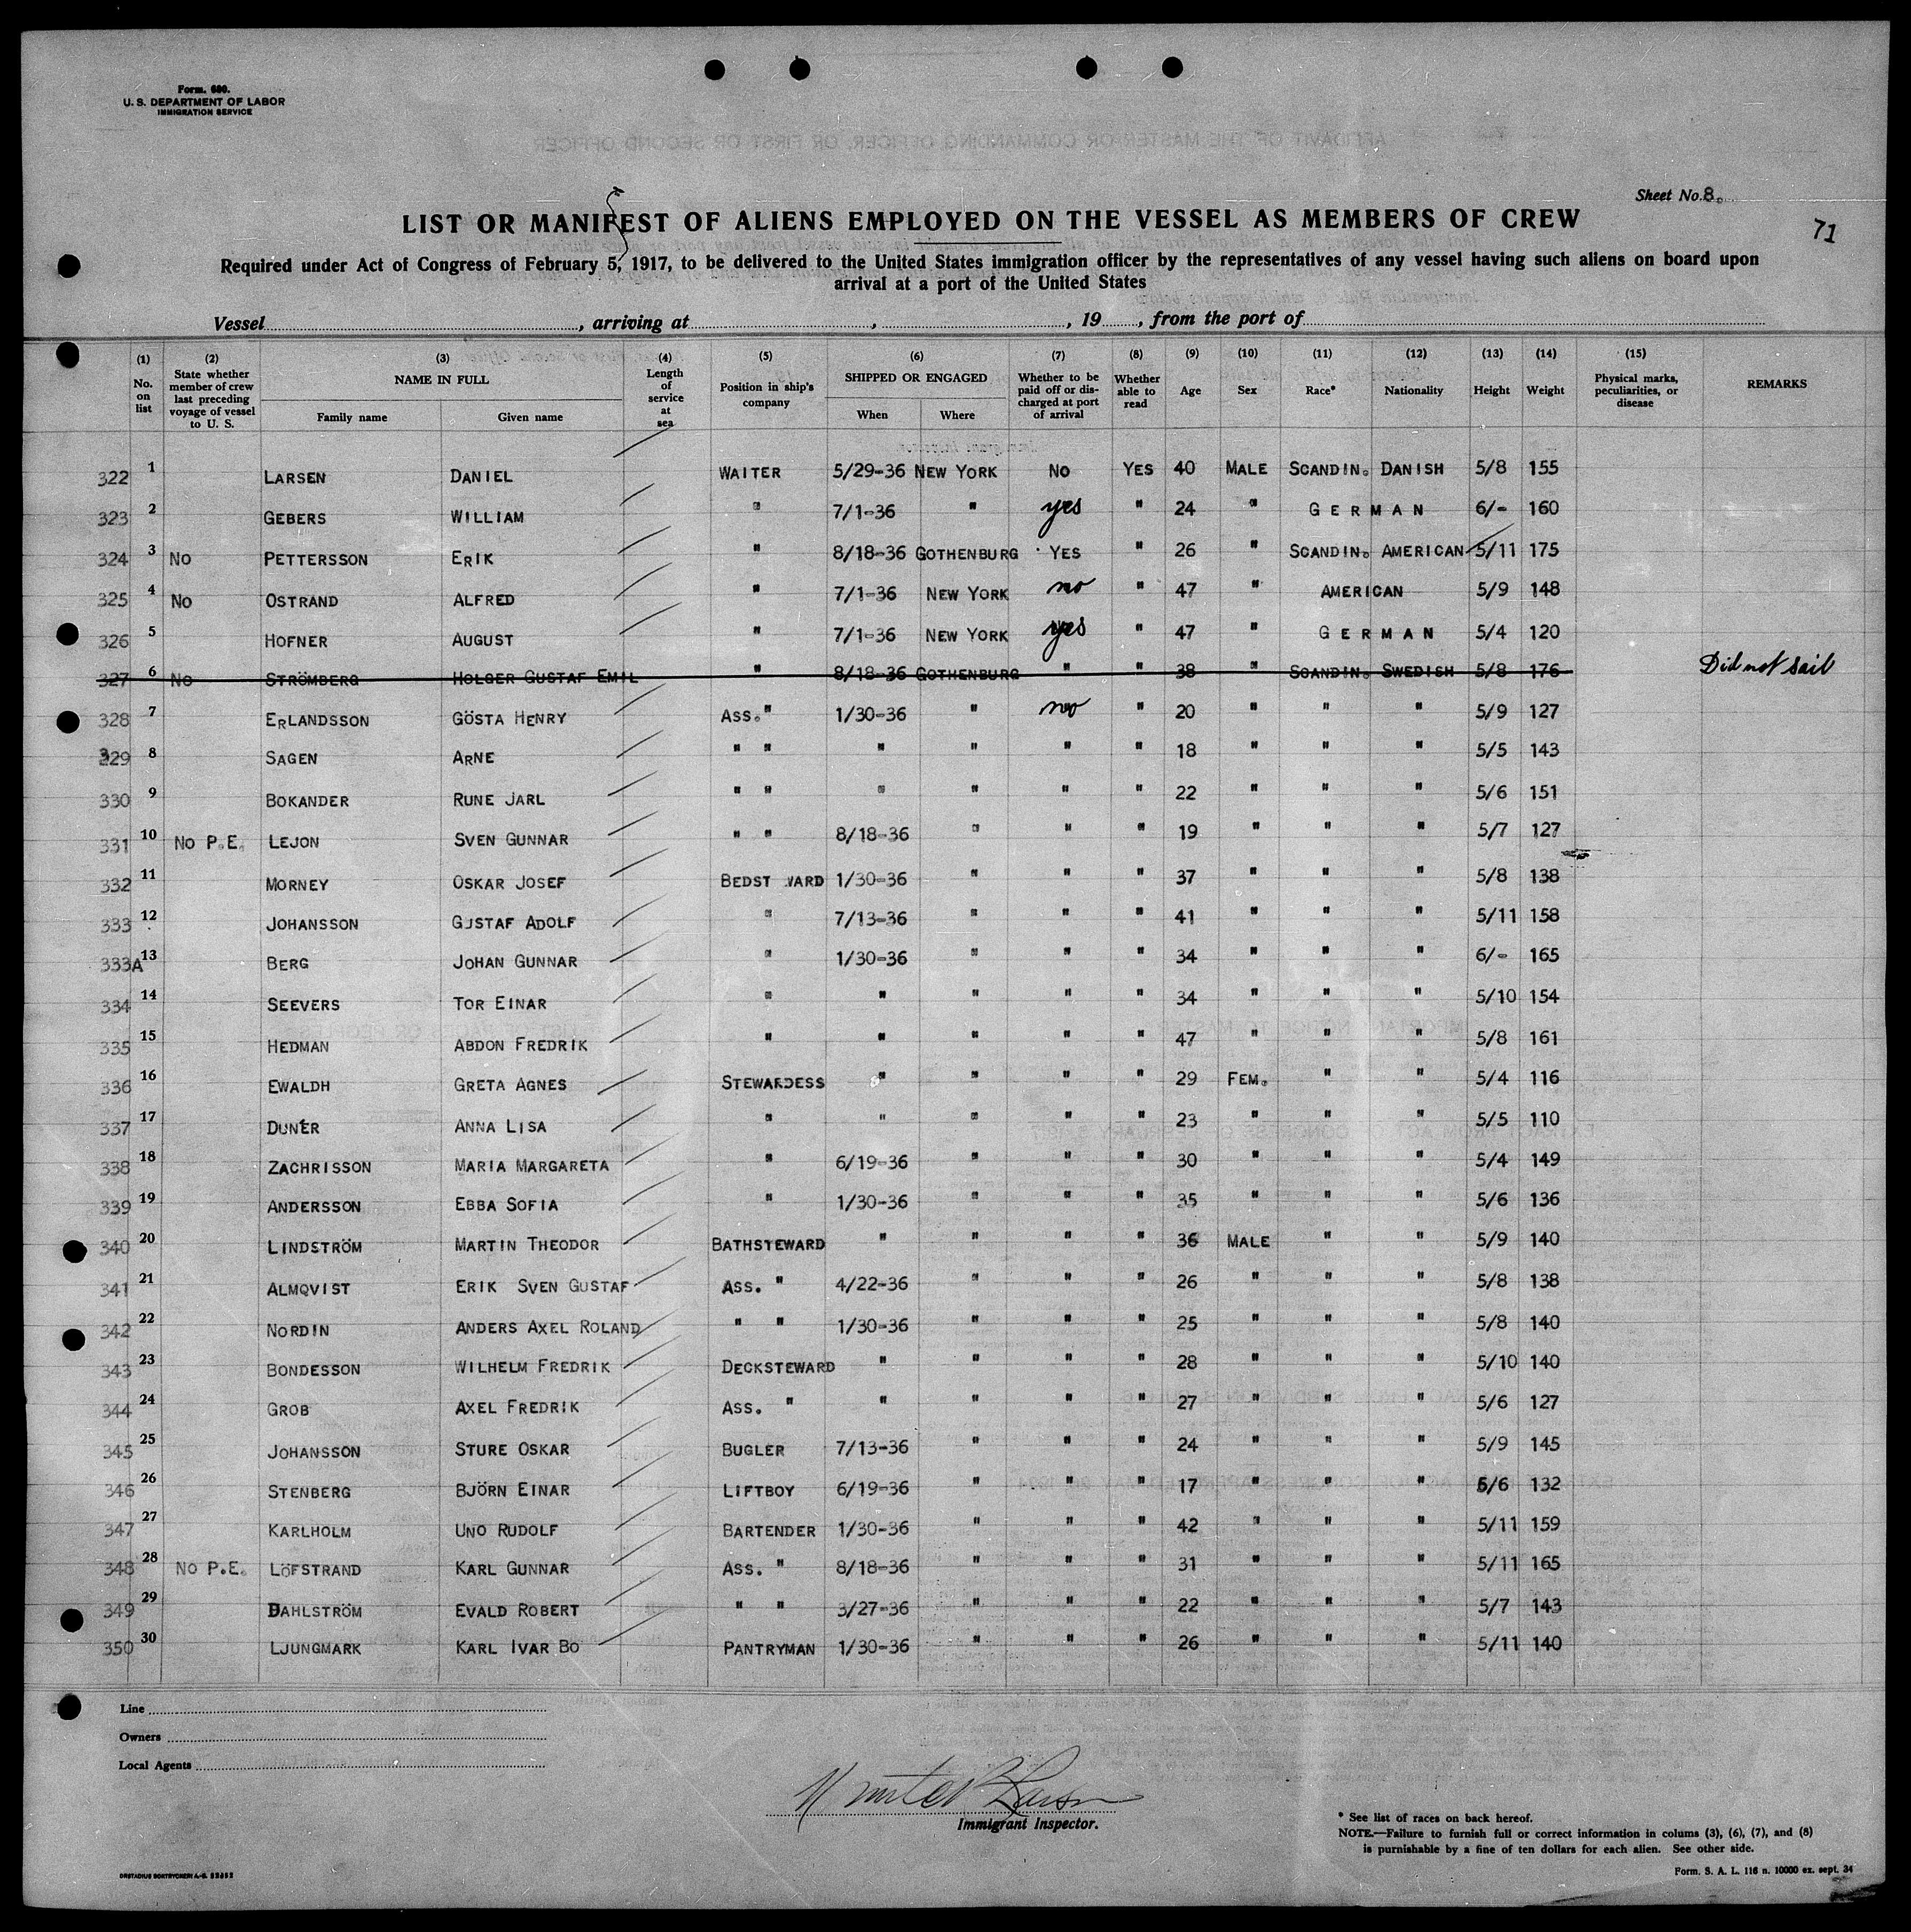 Form. 680.
U. S. DEPARTMENT OF LABOR
IMMIGRATION SERVICE
Sheet No. 8.
71
LIST OR MANIFEST OF ALIENS EMPLOYED ON THE VESSEL AS MEMBERS OF CREW
Required under Act of Congress of February 5, 1917, to be delivered to the United States immigration officer by the representatives of any vessel having such aliens on board upon
arrival at a port of the United States
Vessel , arriving at , , 19 , from the port of
(1) No. on list (2) State whether member of crew last preceding voyage of vessel to U. S. (3) NAME IN FULL Family name Given name (4) Length of service at sea (5) Position in ship's company (6) SHIPPED OR ENGAGED When Where (7) Whether to be paid off or discharged at port of arrival (8) Whether able to read (9) Age (10) Sex (11) Race* (12) Nationality (13) Height (14) Weight (15) Physical marks, peculiarities, or disease REMARKS
322 1 LARSEN DANIEL WAITER 5/29-36 NEW YORK NO YES 40 MALE SCANDIN. DANISH 5/8 155
323 2 GEBERS WILLIAM " 7/1-36 " yes " 24 " GERMAN 6/- 160
324 3 NO PETTERSSON ERIK " 8/18-36 GOTHENBURG YES " 26 " SCANDIN. AMERICAN 5/11 175
325 4 NO OSTRAND ALFRED " 7/1-36 NEW YORK no " 47 " AMERICAN 5/9 148
326 5 HOFNER AUGUST " 7/1-36 NEW YORK yes " 47 " GERMAN 5/4 120
327 6 NO STRÖMBERG HOLGER GUSTAF EMIL " 8/18-36 GOTHENBURG " " 38 " SCANDIN. SWEDISH 5/8 176 Did not sail
328 7 ERLANDSSON GÖSTA HENRY ASS. " 1/30-36 " no " 20 " " " 5/9 127
329 8 SAGEN ARNE " " " " " " 18 " " " 5/5 143
330 9 BOKANDER RUNE JARL " " " " " " 22 " " " 5/6 151
331 10 NO P.E. LEJON SVEN GUNNAR " " 8/18-36 " " " 19 " " " 5/7 127
332 11 MORNEY OSKAR JOSEF BEDST WARD 1/30-36 " " " 37 " " " 5/8 138
333 12 JOHANSSON GUSTAF ADOLF " 7/13-36 " " " 41 " " " 5/11 158
333A 13 BERG JOHAN GUNNAR " 1/30-36 " " " 34 " " " 6/- 165
334 14 SEEVERS TOR EINAR " " " " " 34 " " " 5/10 154
335 15 HEDMAN ABDON FREDRIK " " " " " 47 " " " 5/8 161
336 16 EWALDH GRETA AGNES STEWARDESS " " " " 29 FEM. " " 5/4 116
337 17 DUNÉR ANNA LISA " " " " " 23 " " " 5/5 110
338 18 ZACHRISSON MARIA MARGARETA " 6/19-36 " " " 30 " " " 5/4 149
339 19 ANDERSSON EBBA SOFIA " 1/30-36 " " " 35 " " " 5/6 136
340 20 LINDSTRÖM MARTIN THEODOR BATHSTEWARD " " " " 36 MALE " " 5/9 140
341 21 ALMQVIST ERIK SVEN GUSTAF ASS. " 4/22-36 " " " 26 " " " 5/8 138
342 22 NORDIN ANDERS AXEL ROLAND " " 1/30-36 " " " 25 " " " 5/8 140
343 23 BONDESSON WILHELM FREDRIK DECKSTEWARD " " " " 28 " " " 5/10 140
344 24 GROB AXEL FREDRIK ASS. " " " " " 27 " " " 5/6 127
345 25 JOHANSSON STURE OSKAR BUGLER 7/13-36 " " " 24 " " " 5/9 145
346 26 STENBERG BJÖRN EINAR LIFTBOY 6/19-36 " " " 17 " " " 5/6 132
347 27 KARLHOLM UNO RUDOLF BARTENDER 1/30-36 " " " 42 " " " 5/11 159
348 28 NO P.E. LÖFSTRAND KARL GUNNAR ASS. " 8/18-36 " " " 31 " " " 5/11 165
349 29 DAHLSTRÖM EVALD ROBERT " " 3/27-36 " " " 22 " " " 5/7 143
350 30 LJUNGMARK KARL IVAR BO PANTRYMAN 1/30-36 " " " 26 " " " 5/11 140
Line
Owners
Local Agents
Immigrant Inspector.
* See list of races on back hereof.
NOTE.—Failure to furnish full or correct information in colums (3), (6), (7), and (8)
is purnishable by a fine of ten dollars for each alien. See other side.
Form. S. A. L. 116 n. 10000 ex. sept. 34